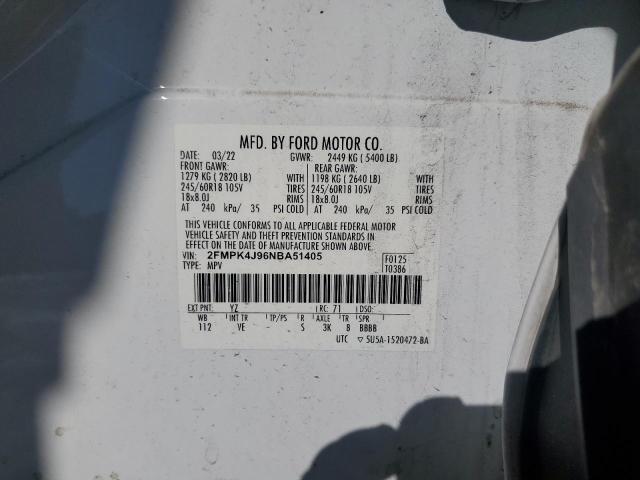 MFD. BY FORD MOTOR CO.
DATE: 03/22 GVWR: 2449 KG ( 5400 LB)
FRONT GAWR: REAR GAWR:
1279 KG ( 2820 LB) WITH 1198 KG ( 2640 LB) WITH
245/60R18 105V TIRES 245/60R18 105V TIRES
18x8.0J RIMS 18x8.0J RIMS
AT 240 kPa/ 35 PSI COLD AT 240 kPa/ 35 PSI COLD
THIS VEHICLE CONFORMS TO ALL APPLICABLE FEDERAL MOTOR
VEHICLE SAFETY AND THEFT PREVENTION STANDARDS IN
EFFECT ON THE DATE OF MANUFACTURE SHOWN ABOVE.
VIN: 2FMPK4J96NBA51405 F0125
TYPE: MPV T0386
EXT PNT: YZ RC: 71 DSO:
WB INT TR TP/PS R AXLE TR SPR
112 VE - S 3K 8 BBBB
UTC ▽ 5U5A-1520472-BA